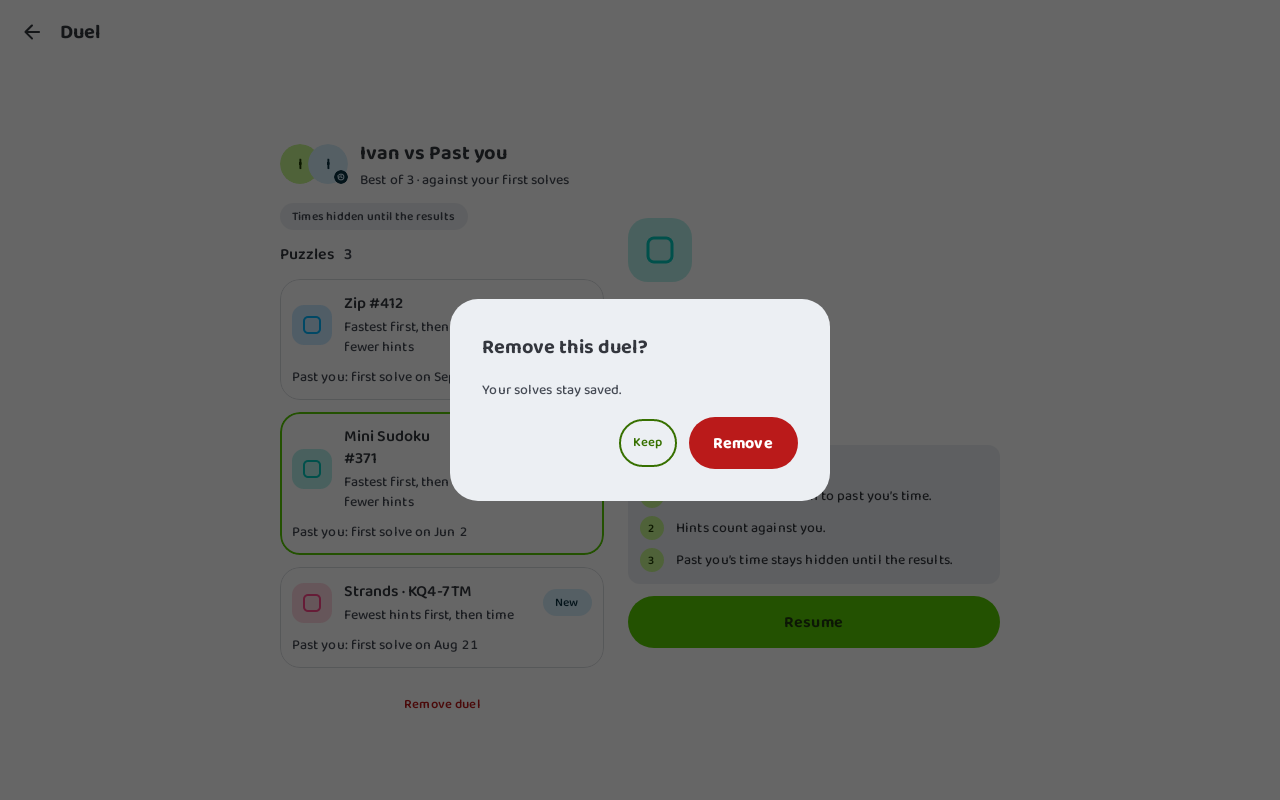 Duel
I I
Ivan vs Past you
Best of 3 · against your first solves
Times hidden until the results
Puzzles 3
Zip #412
Fastest first, then
fewer hints
Past you: first solve on
Mini Sudoku
#371
Fastest first, then
fewer hints
Past you: first solve on Jun 2
Strands · KQ4-7TM
Fewest hints first, then time
New
Past you: first solve on Aug 21
Remove duel
Remove this duel?
Your solves stay saved.
Keep
Remove
to past you's time.
2 Hints count against you.
3 Past you's time stays hidden until the results.
Resume